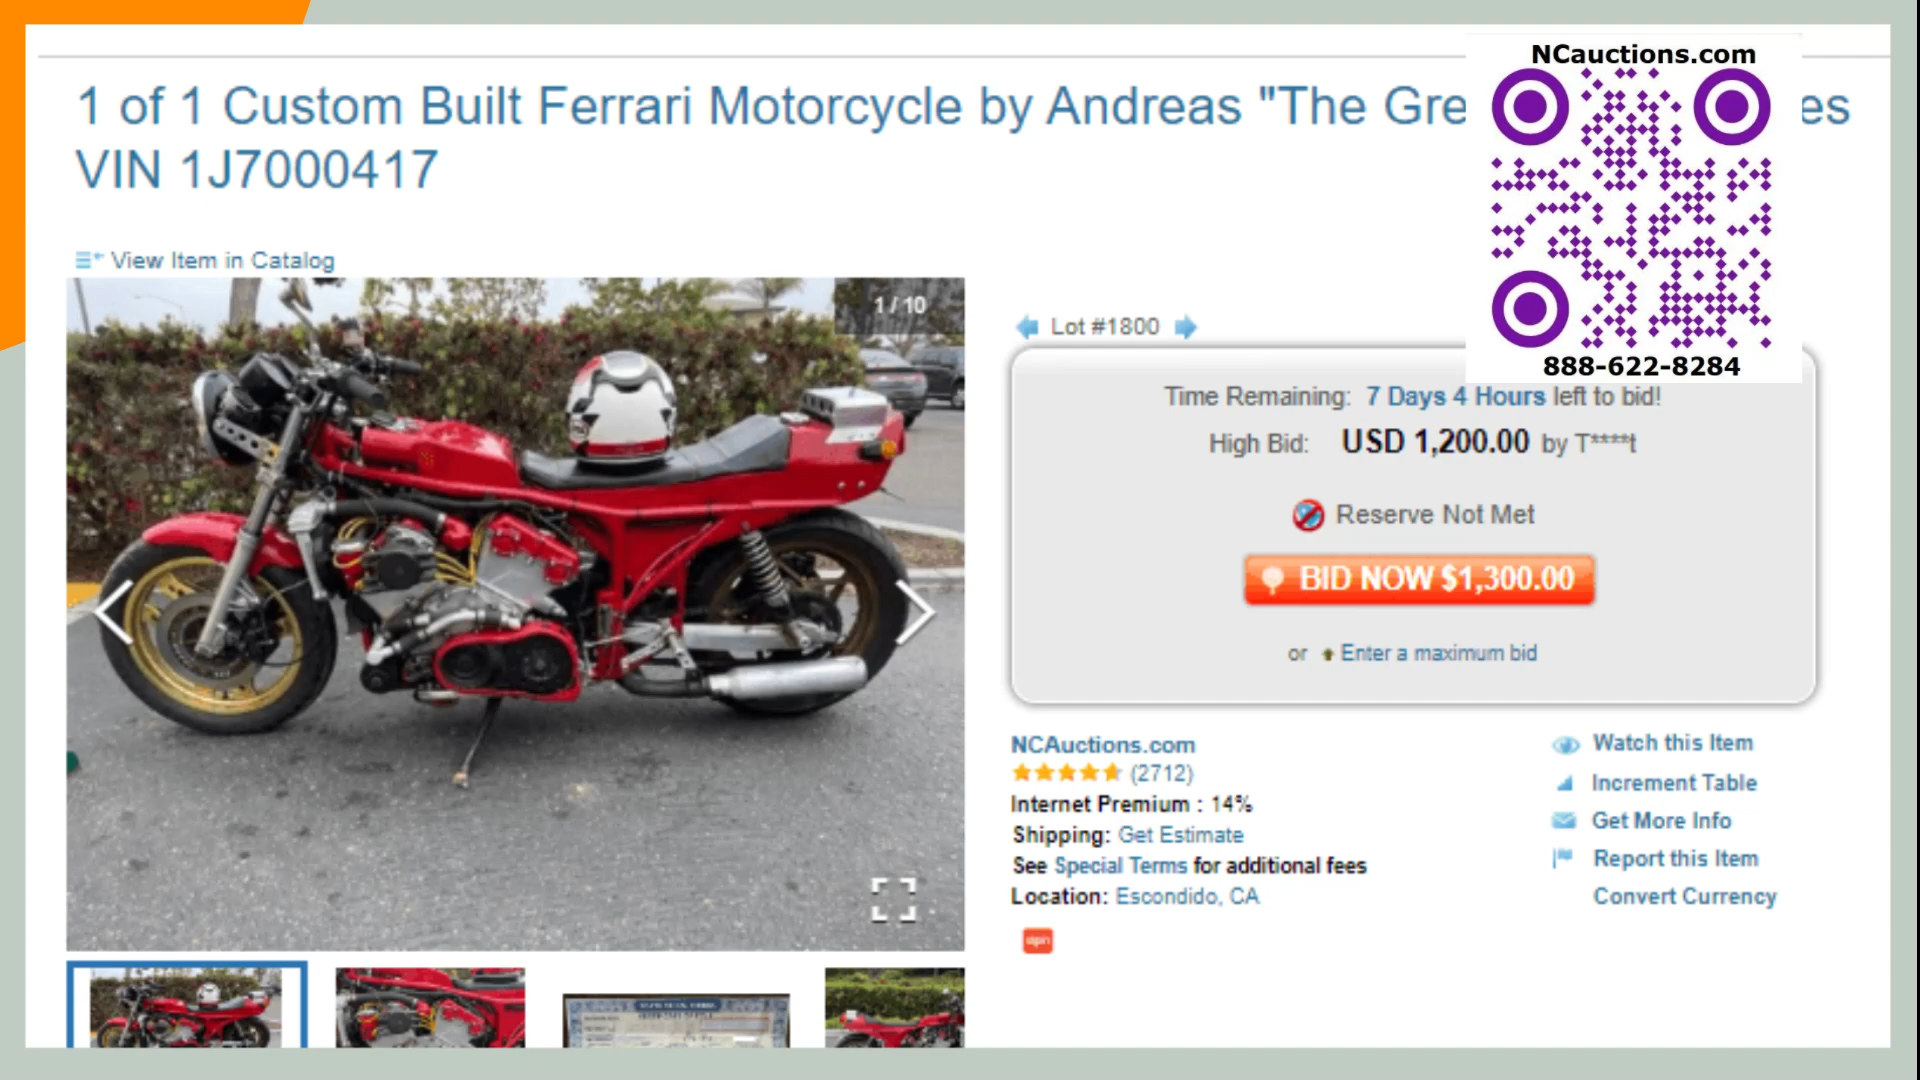 NCauctions.com
1 of 1 Custom Built Ferrari Motorcycle by Andreas "The Gre es
VIN 1J7000417
888-622-8284
View Item in Catalog
1 / 10
Lot #1800
Time Remaining: 7 Days 4 Hours left to bid!
High Bid: USD 1,200.00 by T****t
Reserve Not Met
BID NOW $1,300.00
or Enter a maximum bid
NCAuctions.com
(2712)
Internet Premium : 14%
Shipping: Get Estimate
See Special Terms for additional fees
Location: Escondido, CA
Watch this Item
Increment Table
Get More Info
Report this Item
Convert Currency